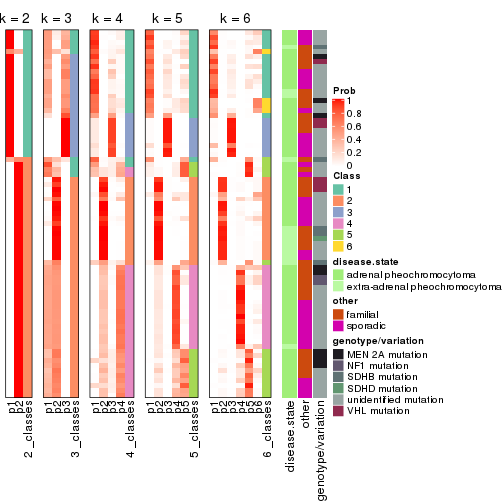 k = 2 k = 3 k = 4 k = 5 k = 6
Prob
1
0.8
0.6
0.4
0.2
0
Class
1
2
3
4
5
6
disease.state
adrenal pheochromocytoma
extra-adrenal pheochromocytoma
other
familial
sporadic
genotype/variation
MEN 2A mutation
NF1 mutation
SDHB mutation
SDHD mutation
unidentified mutation
VHL mutation
p1
p2
2_classes
p1
p2
p3
3_classes
p1
p2
p3
p4
4_classes
p1
p2
p3
p4
p5
5_classes
p1
p2
p3
p4
p5
p6
6_classes
disease.state
other
genotype/variation